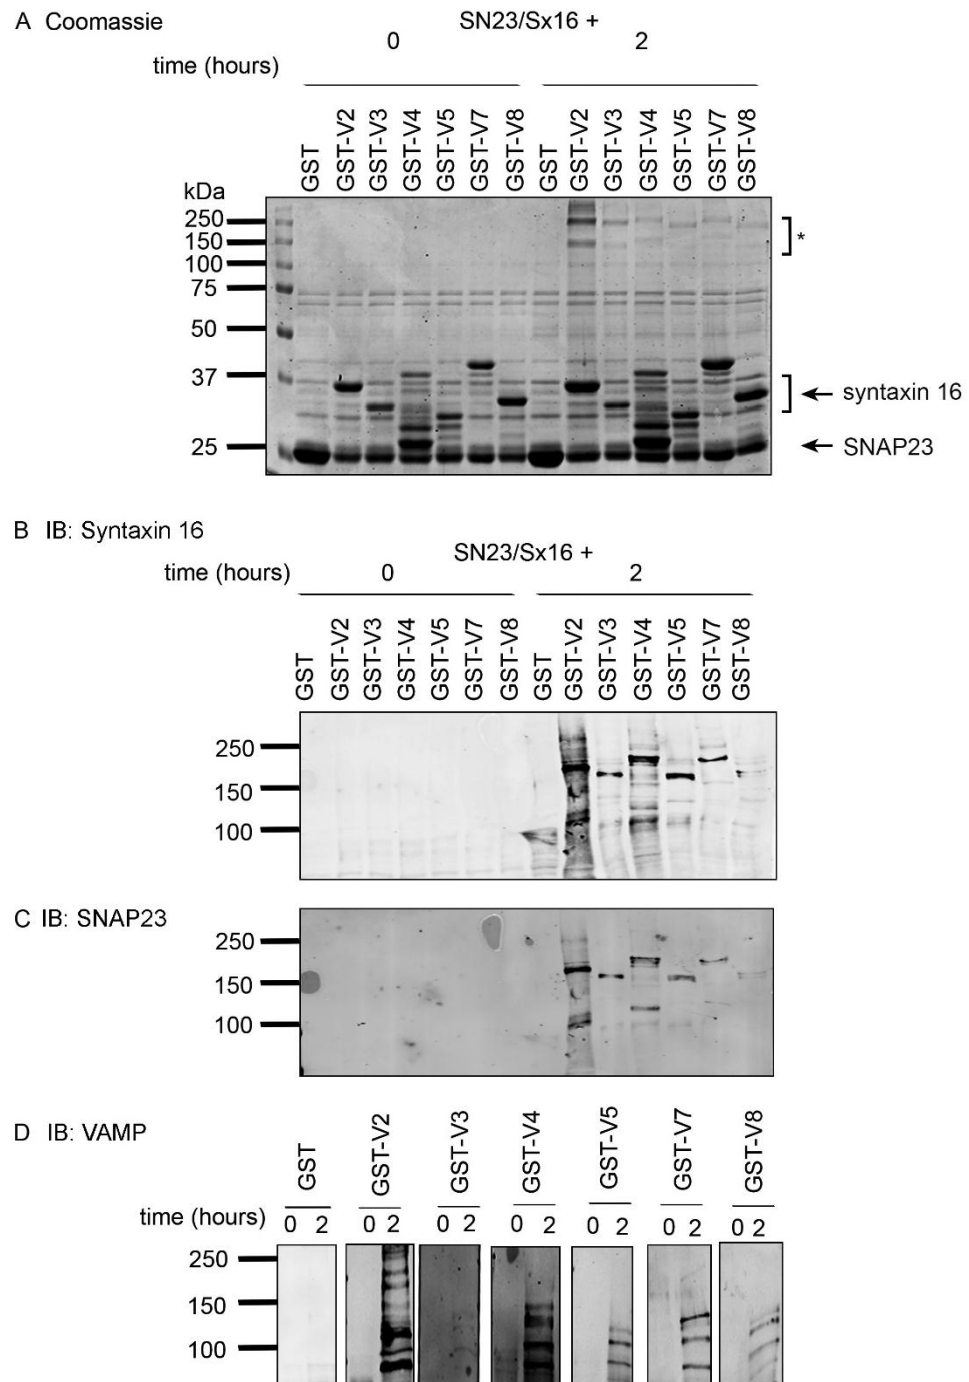 A Coomassie
SN23/Sx16 +
0 2
time (hours)
GST GST-V2 GST-V3 GST-V4 GST-V5 GST-V7 GST-V8 GST GST-V2 GST-V3 GST-V4 GST-V5 GST-V7 GST-V8
kDa
250
*
150
100
75
50
37
syntaxin 16
25
SNAP23
B IB: Syntaxin 16
SN23/Sx16 +
time (hours) 0 2
GST GST-V2 GST-V3 GST-V4 GST-V5 GST-V7 GST-V8 GST GST-V2 GST-V3 GST-V4 GST-V5 GST-V7 GST-V8
250
150
100
C IB: SNAP23
250
150
100
D IB: VAMP
GST GST-V2 GST-V3 GST-V4 GST-V5 GST-V7 GST-V8
time (hours) 0 2 0 2 0 2 0 2 0 2 0 2 0 2
250
150
100